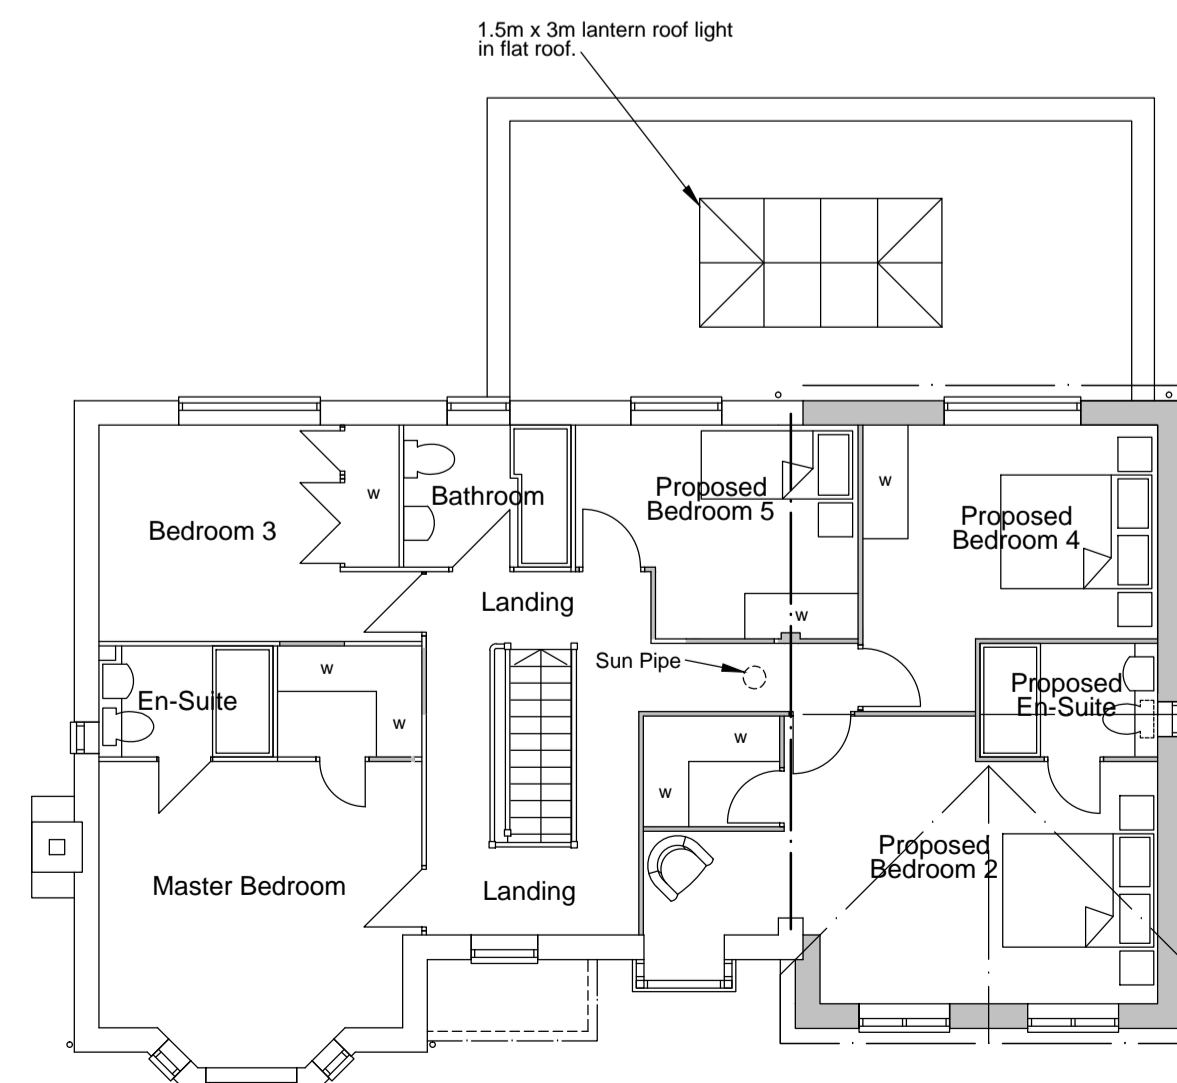 1.5m x 3m lantern roof light
in flat roof.
Bedroom 3
w
Bathroom
Proposed
Bedroom 5
w
w
Proposed
Bedroom 4
Landing
Sun Pipe
En-Suite
w
w
Proposed
En-Suite
w
w
Master Bedroom
Landing
Proposed
Bedroom 2